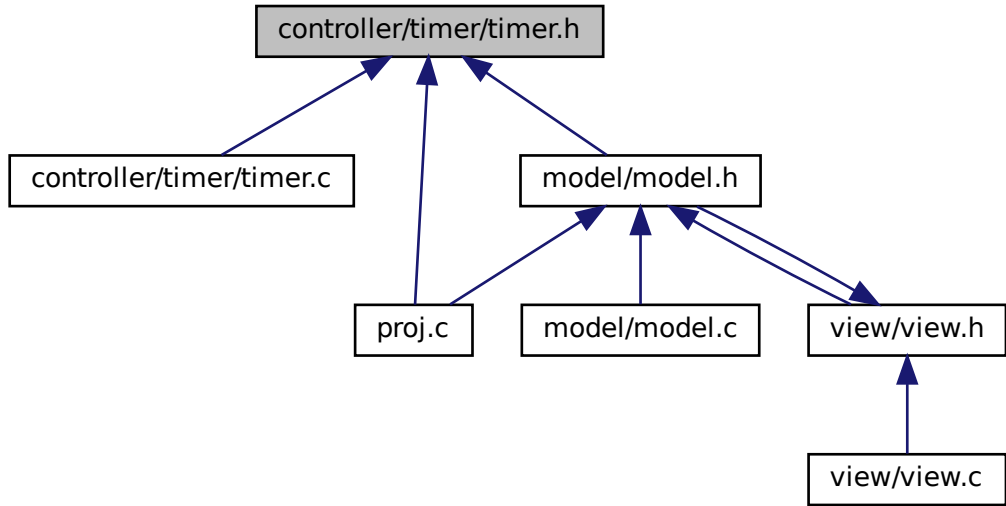 controller/timer/timer.h
controller/timer/timer.c
model/model.h
proj.c
model/model.c
view/view.h
view/view.c